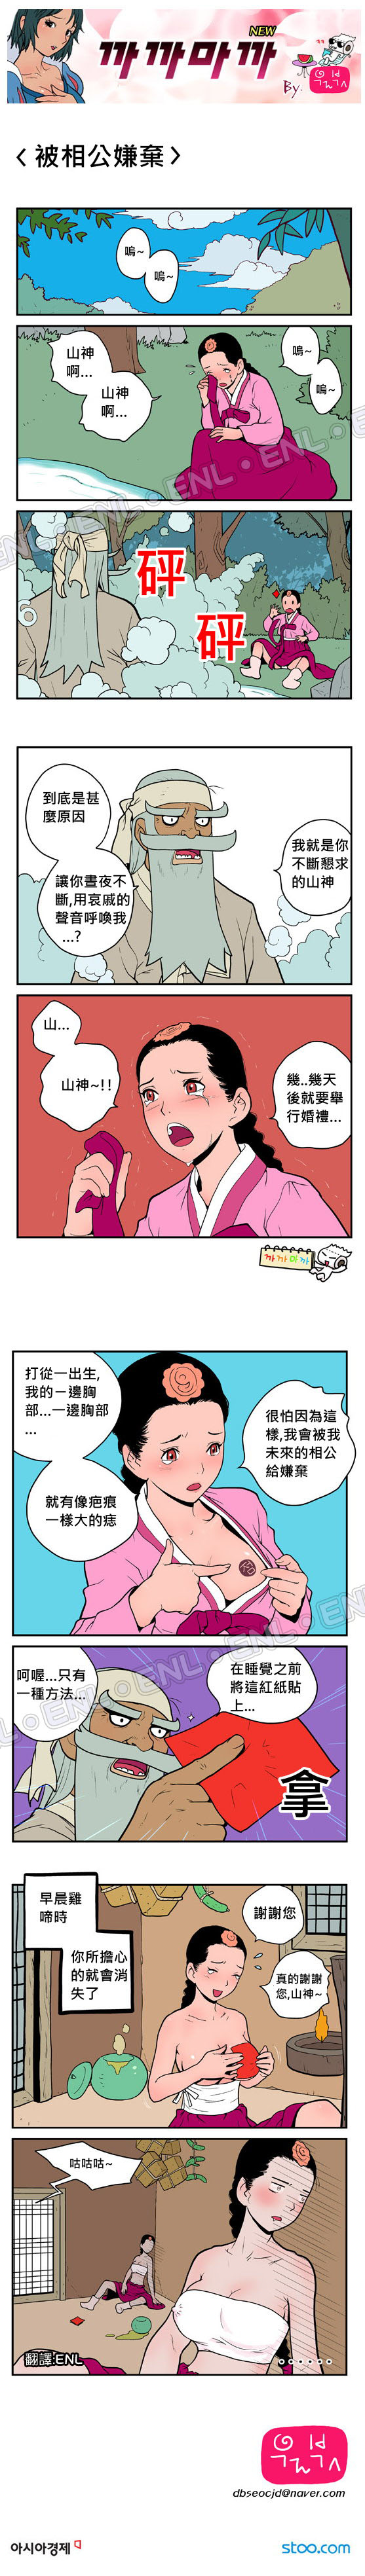 NEW
까까마까
By.
<被相公嫌棄>
嗚~
嗚~
山神
啊...
山神
啊...
嗚~
嗚~
ENL
砰
砰
到底是甚
麼原因
讓你晝夜不
斷,用哀戚的
聲音呼喚我
...?
我就是你
不斷懇求
的山神
山...
山神~!!
幾..幾天
後就要舉
行婚禮...
까까마까
打從一出生,
我的一邊胸
部...一邊胸部
...
就有像疤痕
一樣大的痣
很怕因為這
樣,我會被我
未來的相公
給嫌棄
呵喔...只有
一種方法...
在睡覺之前
將這紅紙貼
上...
拿
早晨雞
啼時
你所擔心
的就會消
失了
謝謝您
真的謝謝
您,山神~
咕咕咕~
翻譯:ENL
......
dbseocjd@naver.com
아시아경제
stoo.com